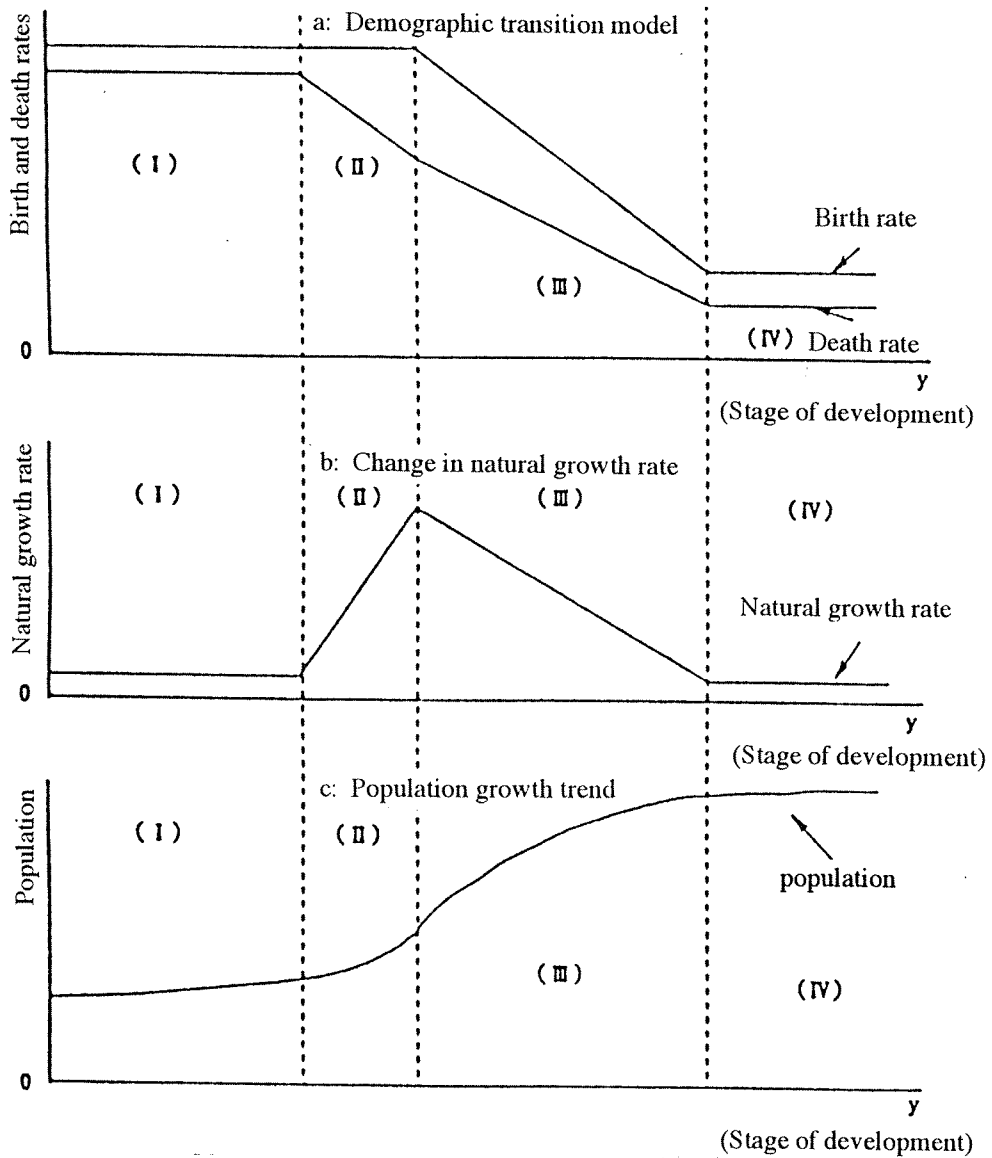 a: Demographic transition model
Birth and death rates
( I )
( II )
Birth rate
( III )
0
( IV ) Death rate
y
(Stage of development)
b: Change in natural growth rate
Natural growth rate
( I )
( II )
( III )
( IV )
Natural growth rate
0
y
(Stage of development)
c: Population growth trend
Population
( I )
( II )
population
( III )
( IV )
0
y
(Stage of development)